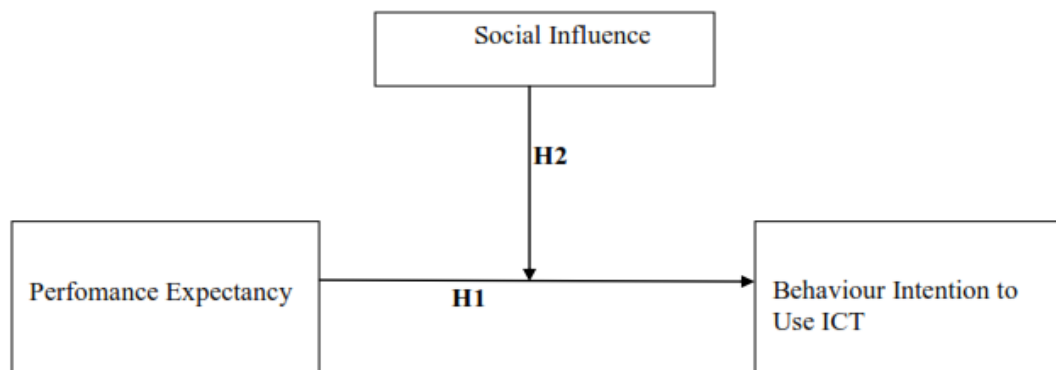 Social Influence
H2
Perfomance Expectancy
H1
Behaviour Intention to
Use ICT